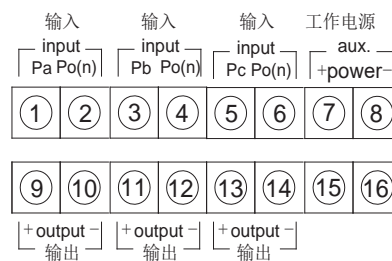 输入 输入 输入 工作电源
input input input aux.
Pa Po(n) Pb Po(n) Pc Po(n) +power−
1 2 3 4 5 6 7 8
9 10 11 12 13 14 15 16
+ output − + output − + output −
输出 输出 输出